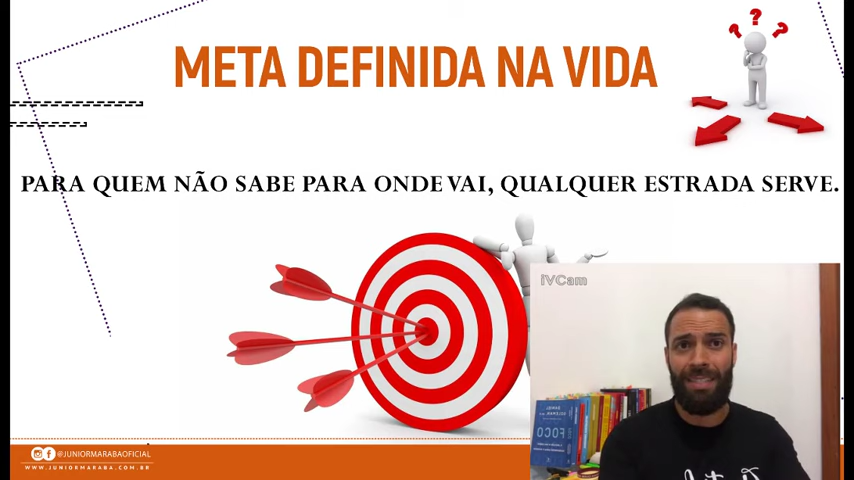 META DEFINIDA NA VIDA
PARA QUEM NÃO SABE PARA ONDE VAI, QUALQUER ESTRADA SERVE.
iVCam
FOCO
@JUNIORMARABAOFICIAL
WWW.JUNIORMARABA.COM.BR